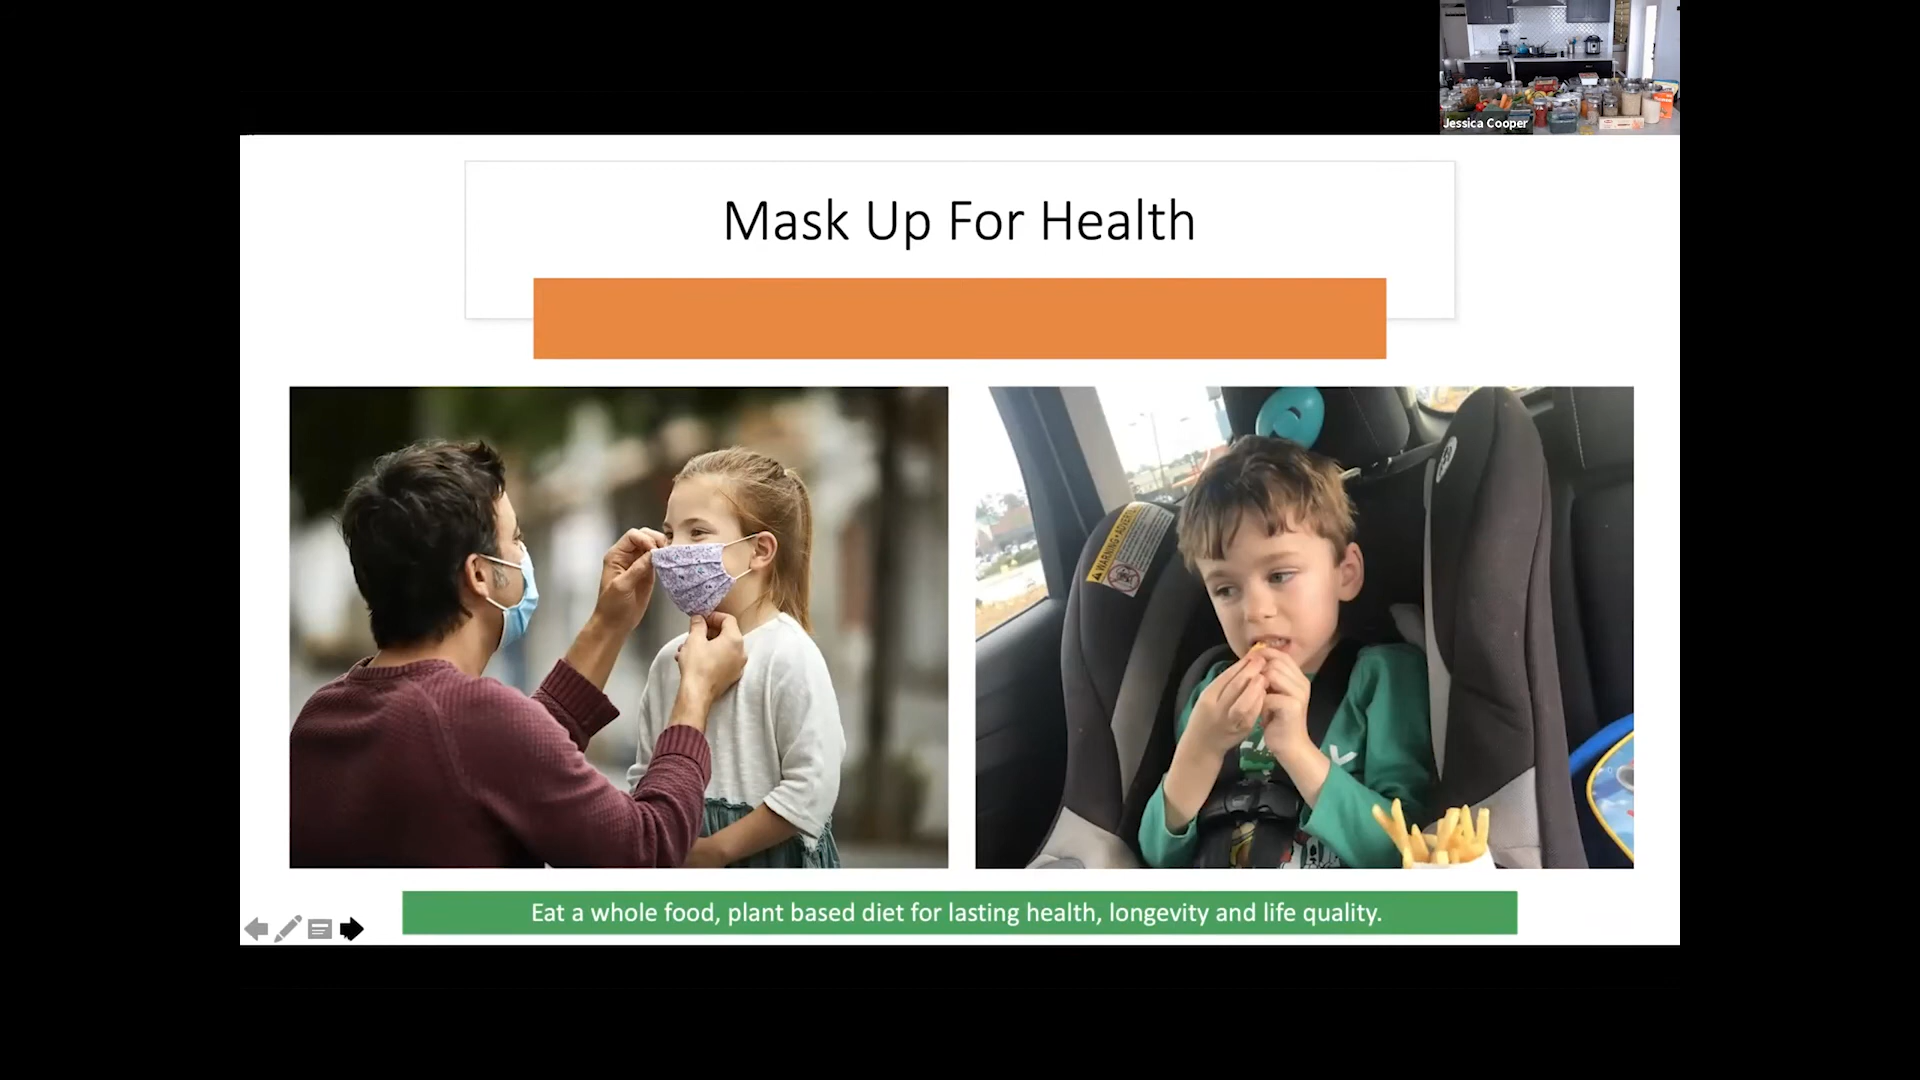 Jessica Cooper
Mask Up For Health
WARNING • ADVERTE
Eat a whole food, plant based diet for lasting health, longevity and life quality.